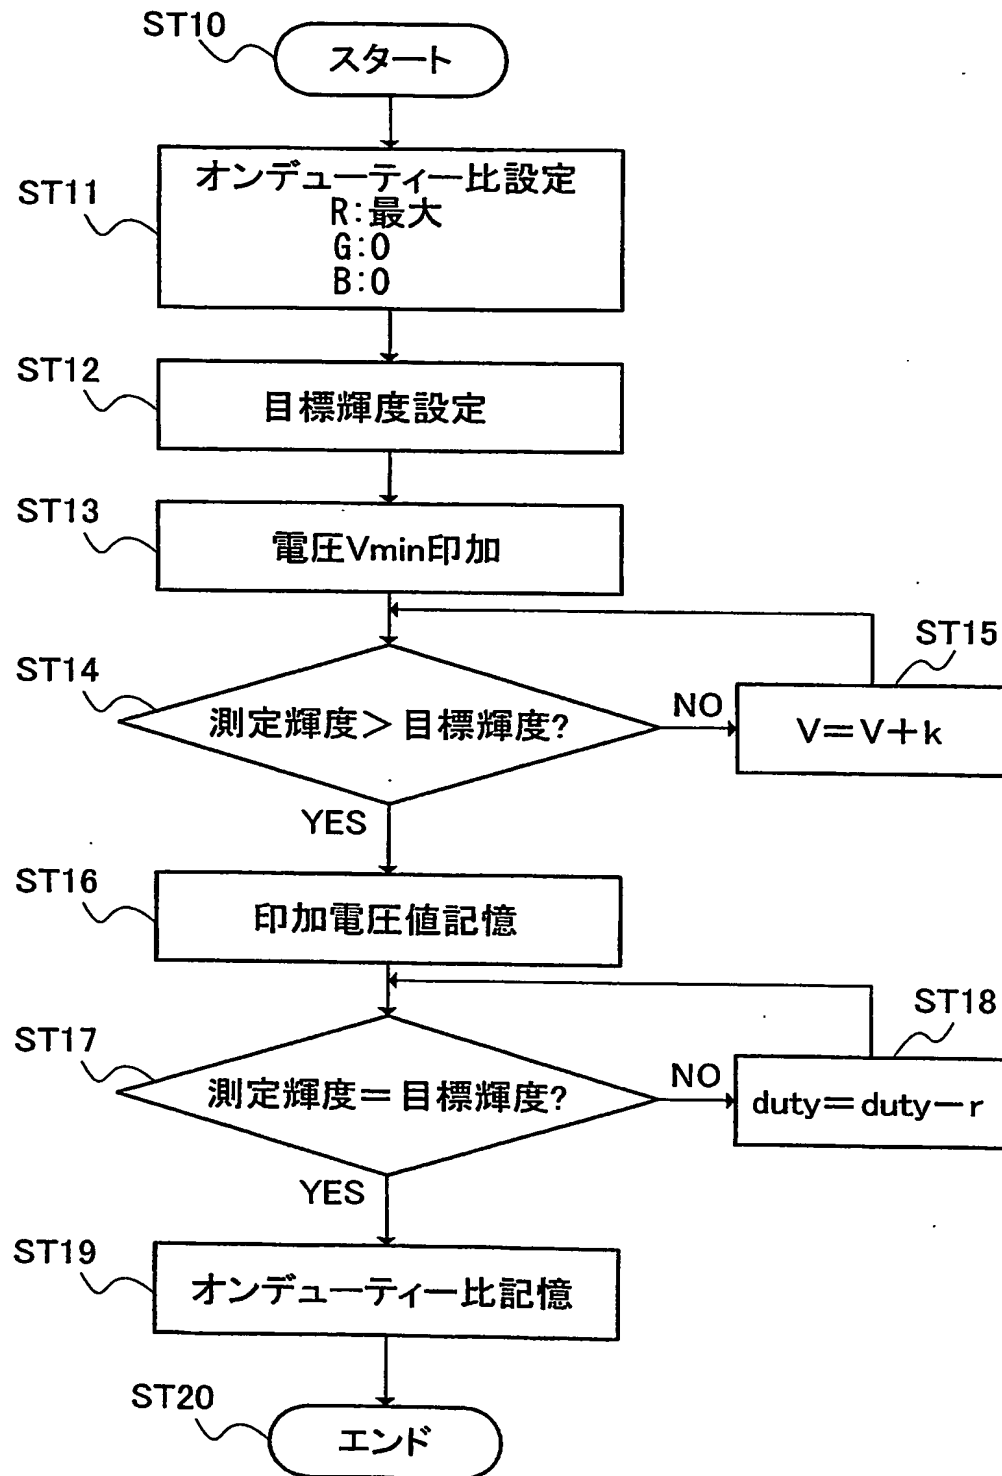 ST10
スタート
ST11
オンデューティー比設定
R:最大
G:0
B:0
ST12
目標輝度設定
ST13
電圧Vmin印加
ST14
測定輝度＞目標輝度?
NO
ST15
V=V+k
YES
ST16
印加電圧値記憶
ST17
測定輝度＝目標輝度?
NO
ST18
duty=duty-r
YES
ST19
オンデューティー比記憶
ST20
エンド